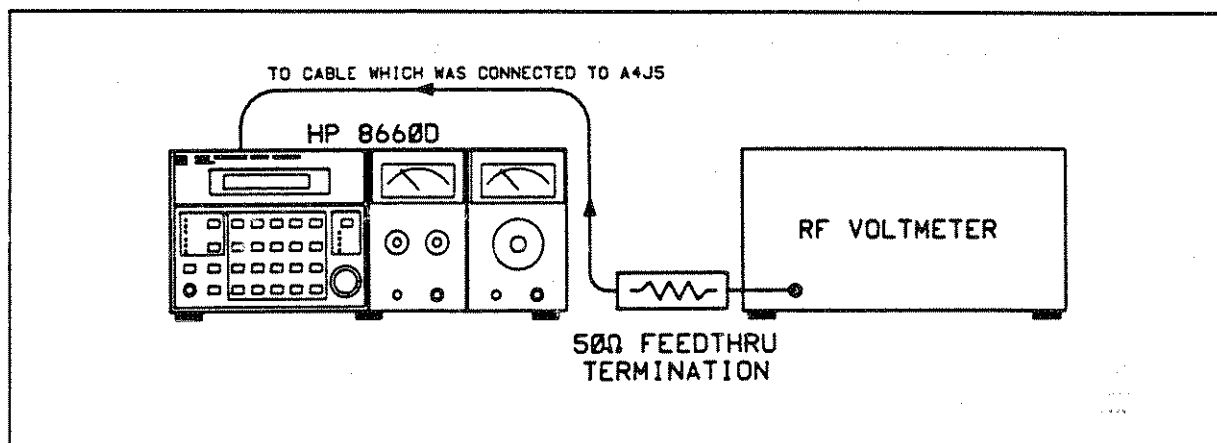 TO CABLE WHICH WAS CONNECTED TO A4J5
HP 8660D
RF VOLTMETER
50Ω FEEDTHRU
TERMINATION